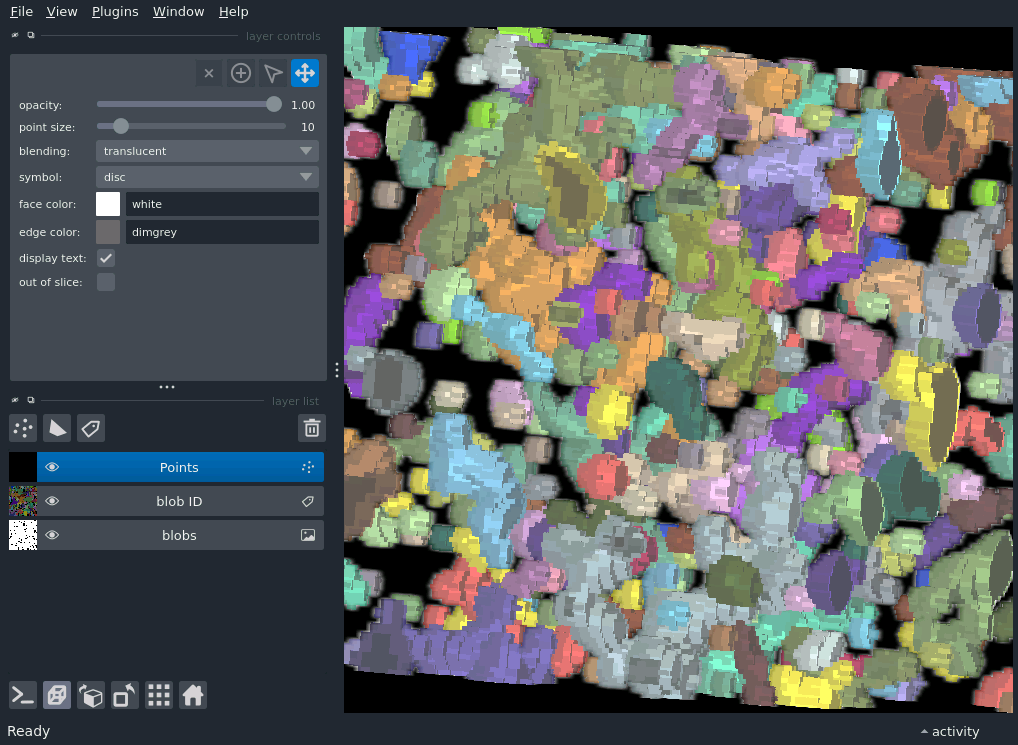 File View Plugins Window Help
layer controls
opacity: 1.00
point size: 10
blending: translucent
symbol: disc
face color: white
edge color: dimgrey
display text:
out of slice:
layer list
Points
blob ID
blobs
Ready activity